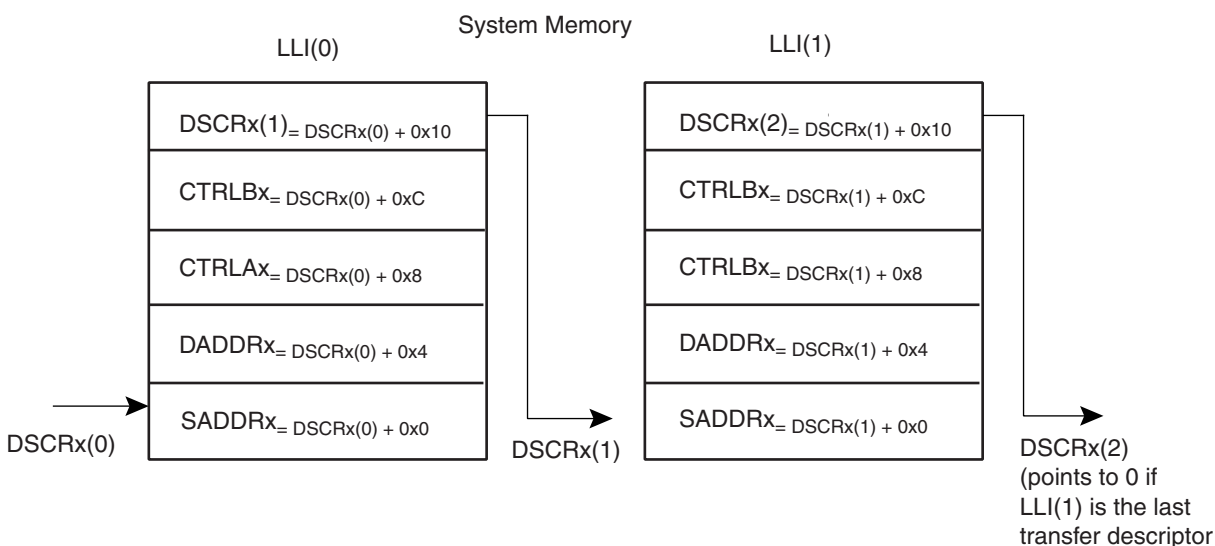 System Memory
LLI(0)
LLI(1)
DSCRx(1)= DSCRx(0) + 0x10
CTRLBx= DSCRx(0) + 0xC
CTRLAx= DSCRx(0) + 0x8
DADDRx= DSCRx(0) + 0x4
SADDRx= DSCRx(0) + 0x0
DSCRx(0)
DSCRx(1)
DSCRx(2)= DSCRx(1) + 0x10
CTRLBx= DSCRx(1) + 0xC
CTRLBx= DSCRx(1) + 0x8
DADDRx= DSCRx(1) + 0x4
SADDRx= DSCRx(1) + 0x0
DSCRx(2)
(points to 0 if
LLI(1) is the last
transfer descriptor